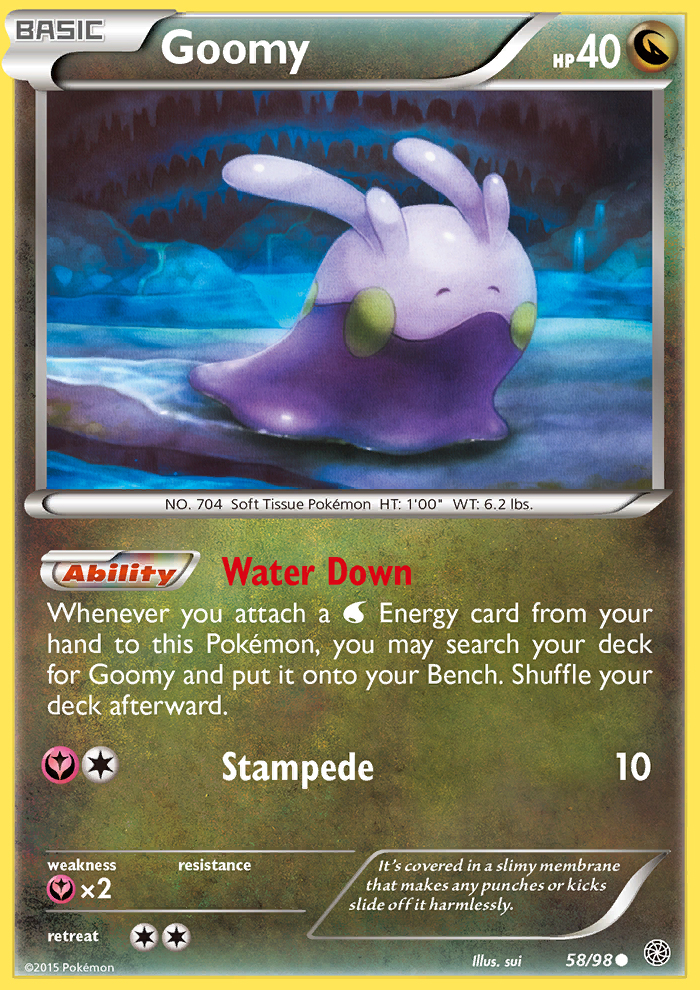 BASIC
Goomy
HP40
NO. 704 Soft Tissue Pokémon HT: 1'00" WT: 6.2 lbs.
Ability Water Down
Whenever you attach a Energy card from your
hand to this Pokémon, you may search your deck
for Goomy and put it onto your Bench. Shuffle your
deck afterward.
Stampede 10
weakness resistance
×2
It's covered in a slimy membrane
that makes any punches or kicks
slide off it harmlessly.
retreat
©2015 Pokémon
Illus. sui 58/98